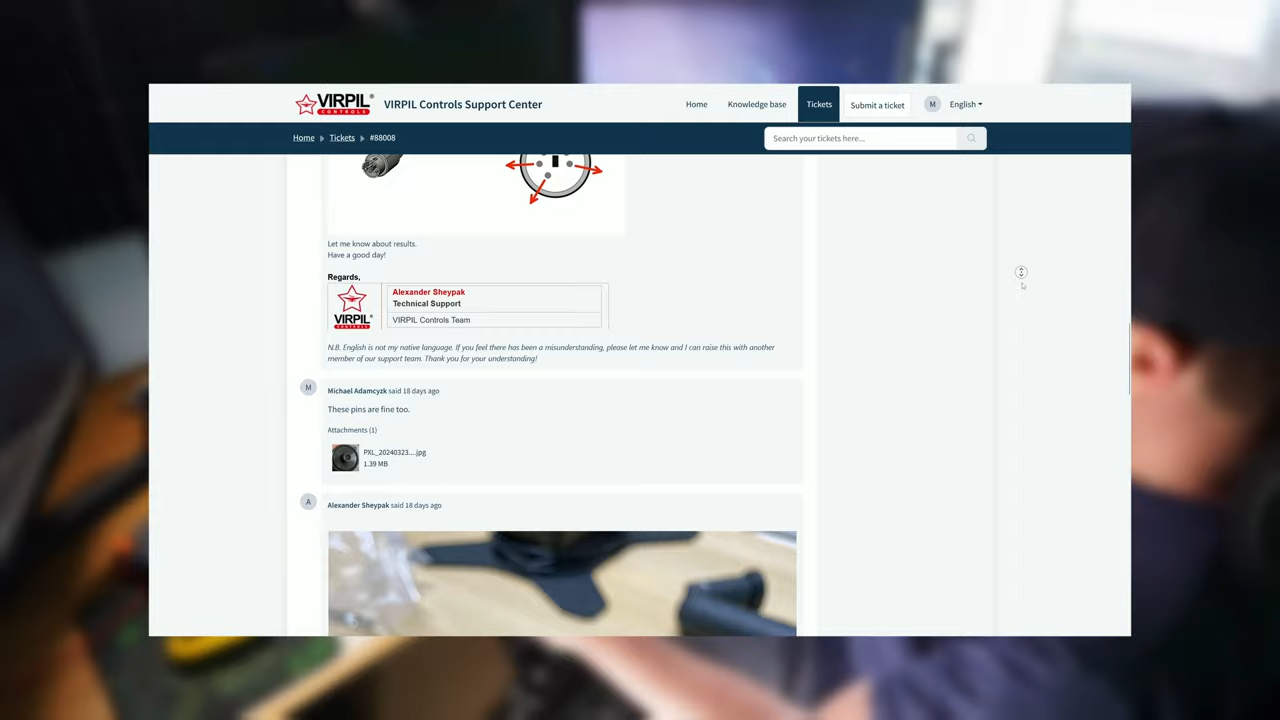 VIRPIL
CONTROLS
VIRPIL Controls Support Center
Home
Knowledge base
Tickets
Submit a ticket
M
English
Home
Tickets
#88008
Search your tickets here...
Let me know about results.
Have a good day!
Regards,
VIRPIL
CONTROLS
Alexander Sheypak
Technical Support
VIRPIL Controls Team
N.B. English is not my native language. If you feel there has been a misunderstanding, please let me know and I can raise this with another
member of our support team. Thank you for your understanding!
M
Michael Adamcyzk said 18 days ago
These pins are fine too.
Attachments (1)
PXL_20240323....jpg
1.39 MB
A
Alexander Sheypak said 18 days ago